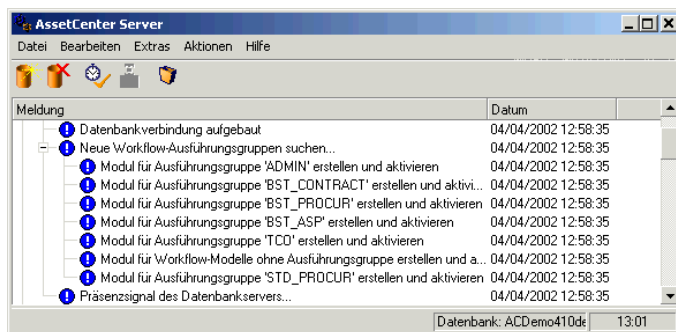 AssetCenter Server
Datei Bearbeiten Extras Aktionen Hilfe
Meldung Datum
Datenbankverbindung aufgebaut 04/04/2002 12:58:35
Neue Workflow-Ausführungsgruppen suchen... 04/04/2002 12:58:35
Modul für Ausführungsgruppe 'ADMIN' erstellen und aktivieren 04/04/2002 12:58:35
Modul für Ausführungsgruppe 'BST_CONTRACT' erstellen und aktivi... 04/04/2002 12:58:35
Modul für Ausführungsgruppe 'BST_PROCUR' erstellen und aktivieren 04/04/2002 12:58:35
Modul für Ausführungsgruppe 'BST_ASP' erstellen und aktivieren 04/04/2002 12:58:35
Modul für Ausführungsgruppe 'TCO' erstellen und aktivieren 04/04/2002 12:58:35
Modul für Workflow-Modelle ohne Ausführungsgruppe erstellen und a... 04/04/2002 12:58:35
Modul für Ausführungsgruppe 'STD_PROCUR' erstellen und aktivieren 04/04/2002 12:58:35
Präsenzsignal des Datenbankservers... 04/04/2002 12:58:35
Datenbank: ACDemo410de 13:01